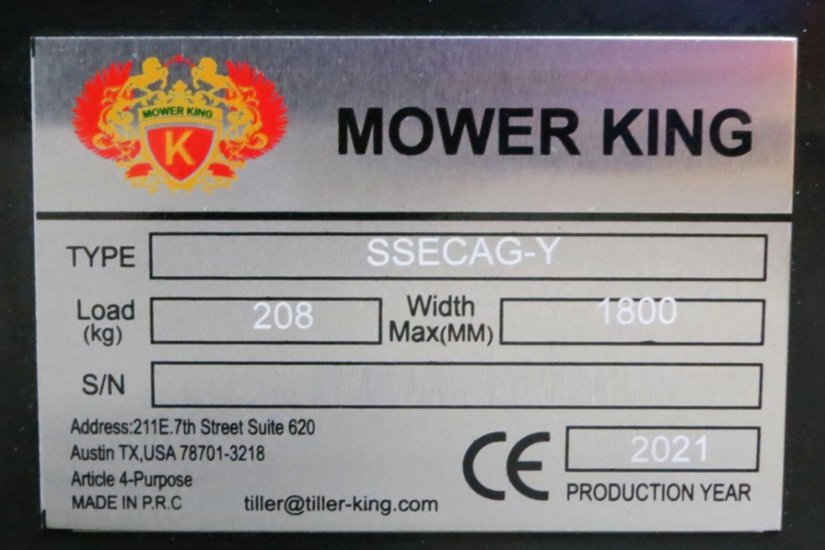 MOWER KING
K
MOWER KING
TYPE SSECAG-Y
Load (kg) 208 Width Max(MM) 1800
S/N
Address:211E.7th Street Suite 620
Austin TX,USA 78701-3218
Article 4-Purpose
MADE IN P.R.C tiller@tiller-king.com
CE 2021
PRODUCTION YEAR